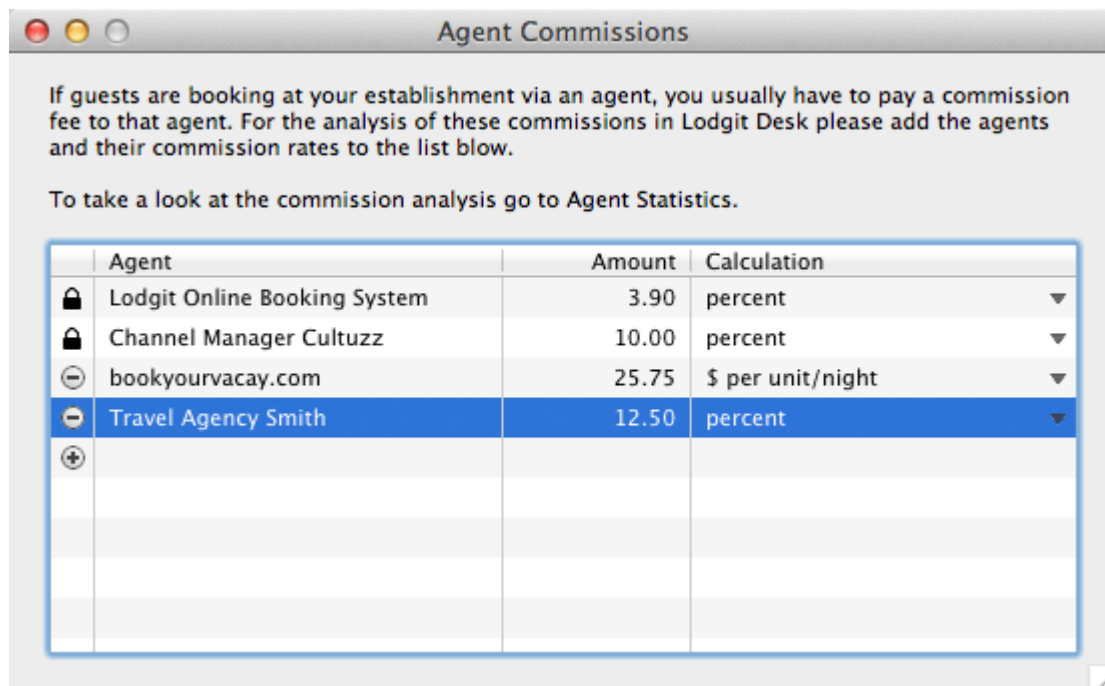 Agent Commissions
If guests are booking at your establishment via an agent, you usually have to pay a commission
fee to that agent. For the analysis of these commissions in Lodgit Desk please add the agents
and their commission rates to the list blow.
To take a look at the commission analysis go to Agent Statistics.
Agent Amount Calculation
Lodgit Online Booking System 3.90 percent
Channel Manager Cultuzz 10.00 percent
bookyourvacay.com 25.75 $ per unit/night
Travel Agency Smith 12.50 percent